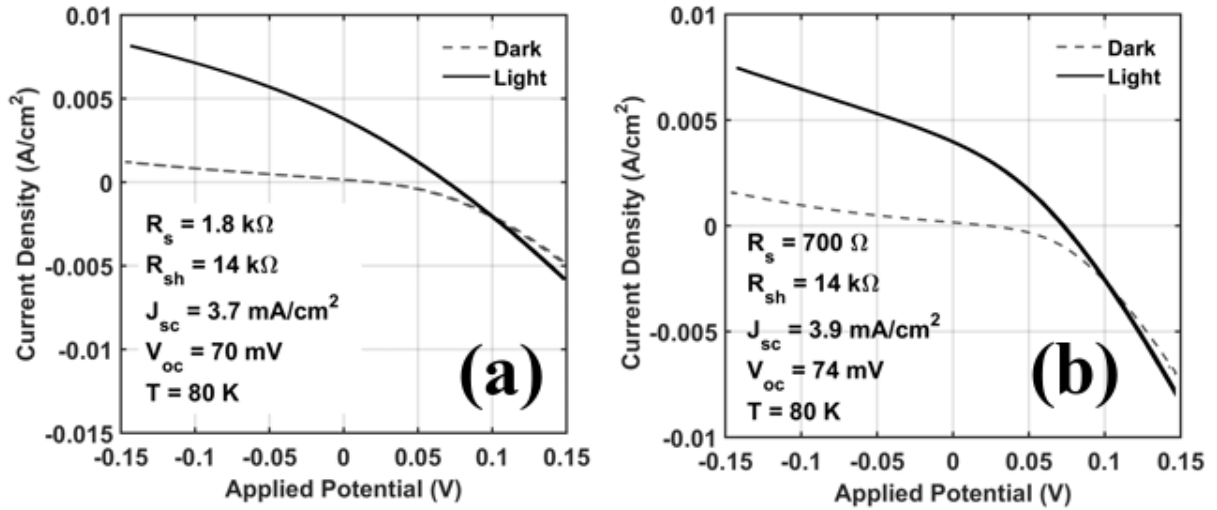 0.01
0.005
0
-0.005
-0.01
-0.015
-0.15
-0.1
-0.05
0
0.05
0.1
0.15
Current Density (A/cm²)
Applied Potential (V)
Dark
Light
Rs = 1.8 kΩ
Rsh = 14 kΩ
Jsc = 3.7 mA/cm²
Voc = 70 mV
T = 80 K
(a)
0.01
0.005
0
-0.005
-0.01
-0.15
-0.1
-0.05
0
0.05
0.1
0.15
Current Density (A/cm²)
Applied Potential (V)
Dark
Light
Rs = 700 Ω
Rsh = 14 kΩ
Jsc = 3.9 mA/cm²
Voc = 74 mV
T = 80 K
(b)